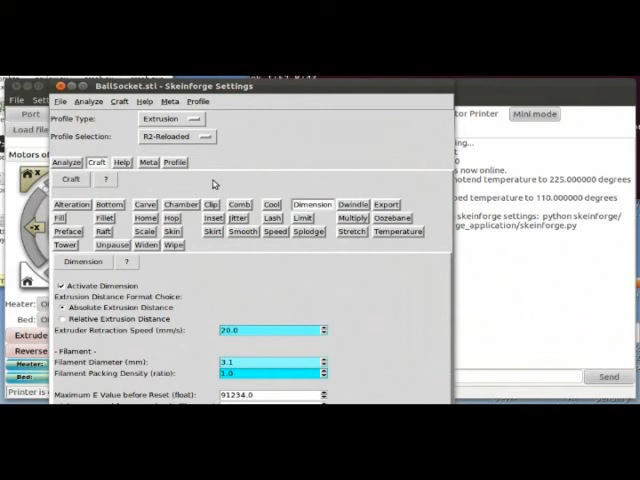 BallSocket.stl - Skeinforge Settings
File Analyze Craft Help Meta Profile
Profile Type: Extrusion
Profile Selection: R2-Reloaded
Analyze Craft Help Meta Profile
Craft ?
Alteration Bottom Carve Chamber Clip Comb Cool Dimension Dwindle Export
Fill Fillet Home Hop Inset Jitter Lash Limit Multiply Oozebane
Preface Raft Scale Skin Skirt Smooth Speed Splodge Stretch Temperature
Tower Unpause Widen Wipe
Dimension ?
Activate Dimension
Extrusion Distance Format Choice:
Absolute Extrusion Distance
Relative Extrusion Distance
Extruder Retraction Speed (mm/s): 20.0
- Filament -
Filament Diameter (mm): 3.1
Filament Packing Density (ratio): 1.0
Maximum E Value before Reset (float): 91234.0
File
Port
Load file
Motors of
-x
Heater:
Bed:
Extrude
Reverse
Heater:
Bed:
Printer is
Printer Mini mode
s now online.
temperature to 225.000000 degrees
d temperature to 110.000000 degrees
skeinforge settings: python skeinforge/
ge_application/skeinforge.py
Send